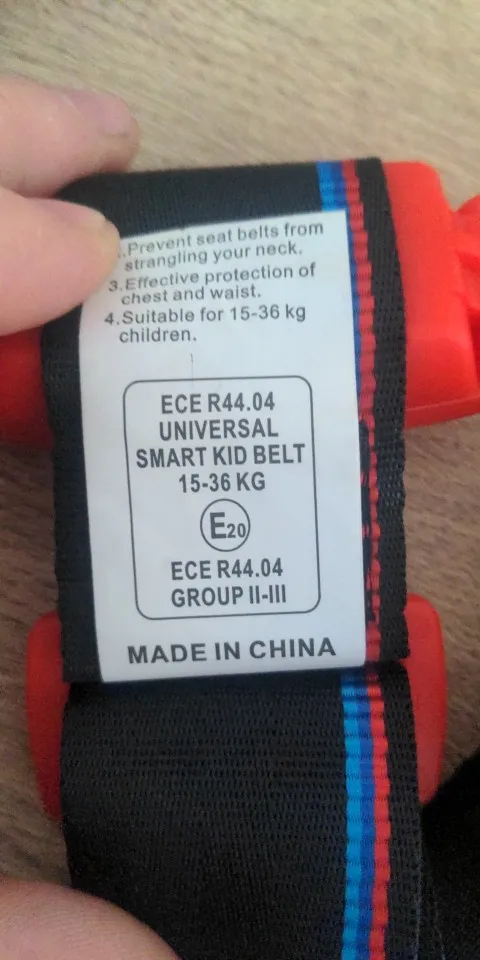 .Prevent seat belts from
strangling your neck.
3.Effective protection of
chest and waist.
4.Suitable for 15-36 kg
children.
ECE R44.04
UNIVERSAL
SMART KID BELT
15-36 KG
E20
ECE R44.04
GROUP II-III
MADE IN CHINA